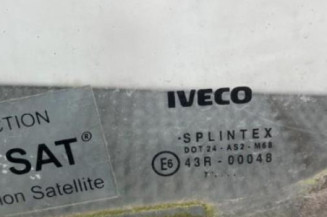 IVECO
CTION
SAT®
on Satellite
SPLINTEX
DOT 24-AS2-M68
E6 43R-00048